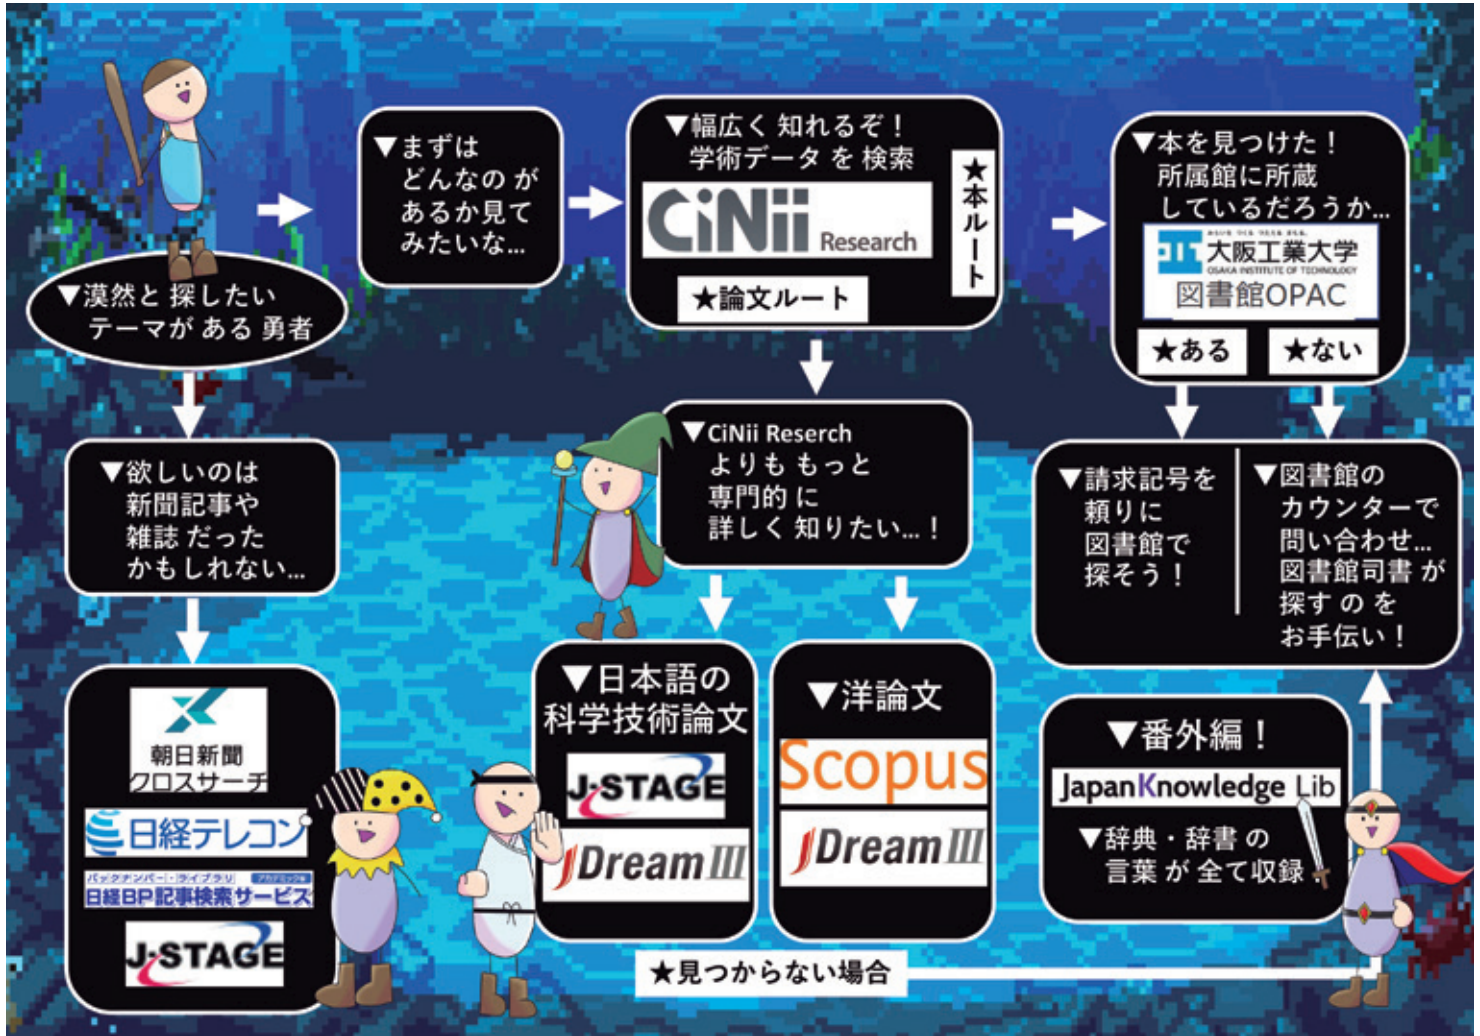 ▼漠然と 探したい
テーマが ある 勇者
▼まずは
どんなの が
あるか見て
みたいな…
▼幅広く 知れるぞ！
学術データ を 検索
CiNii Research
★本ルート
★論文ルート
▼本を見つけた！
所属館に所蔵
しているだろうか…
みらいを つくる つたえる まもる。
大阪工業大学
OSAKA INSTITUTE OF TECHNOLOGY
図書館OPAC
★ある
★ない
▼請求記号を
頼りに
図書館で
探そう！
▼図書館の
カウンターで
問い合わせ…
図書館司書 が
探す の を
お手伝い！
▼欲しいのは
新聞記事や
雑誌 だった
かもしれない…
朝日新聞
クロスサーチ
日経テレコン
バックナンバー・ライブラリ アカデミック版
日経BP記事検索サービス
J-STAGE
▼CiNii Reserch
よりも もっと
専門的 に
詳しく 知りたい…！
▼日本語の
科学技術論文
J-STAGE
JDreamIII
▼洋論文
Scopus
JDreamIII
★見つからない場合
▼番外編！
JapanKnowledge Lib
▼辞典・辞書 の
言葉 が 全て収録！